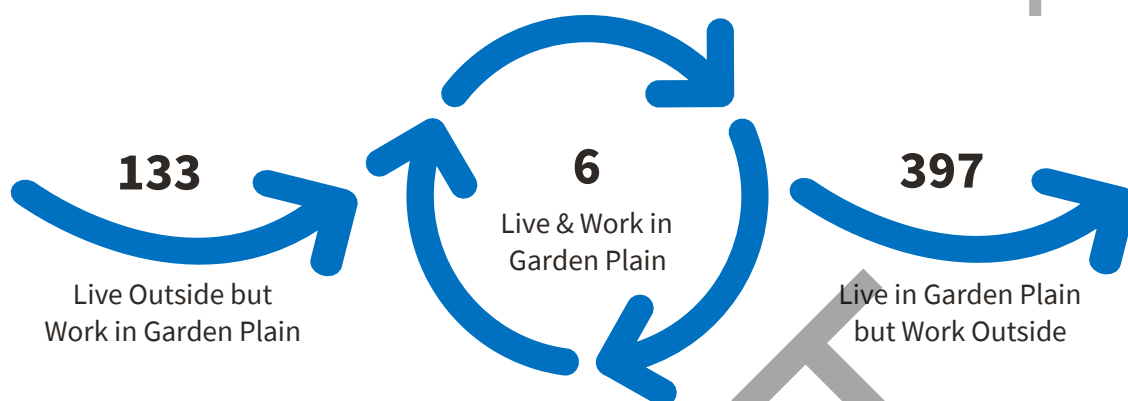 133
Live Outside but
Work in Garden Plain
6
Live & Work in
Garden Plain
397
Live in Garden Plain
but Work Outside